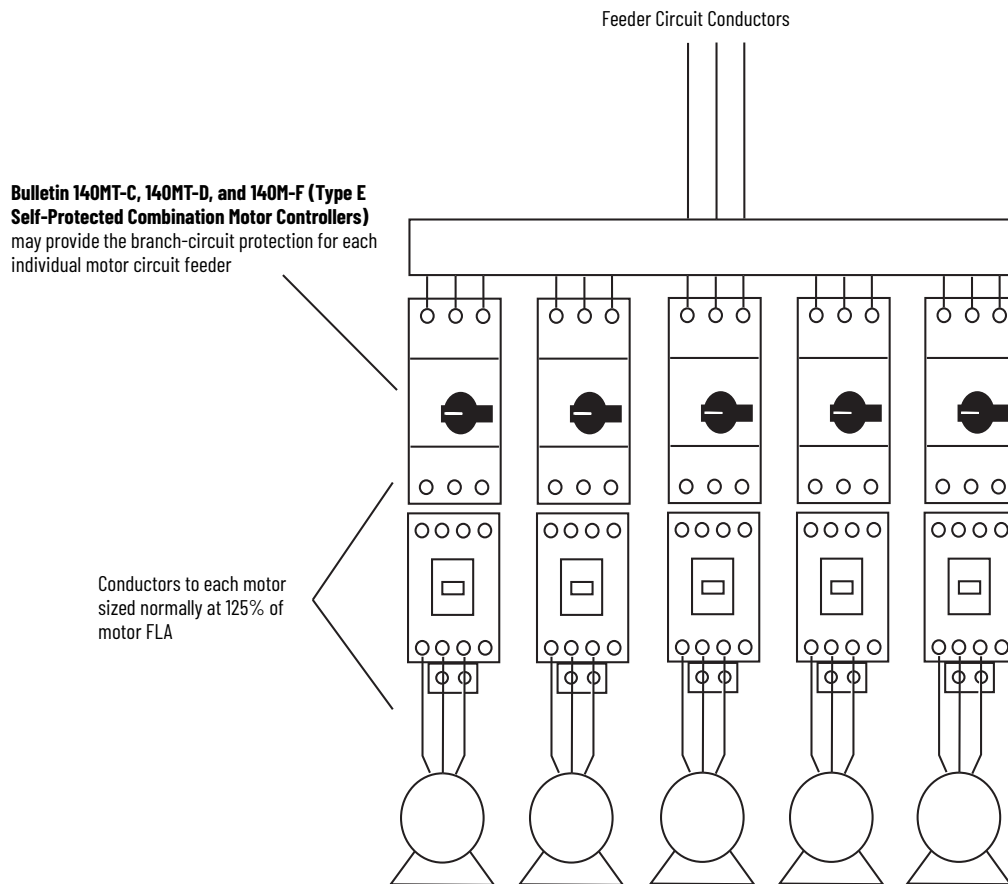 Feeder Circuit Conductors
Bulletin 140MT-C, 140MT-D, and 140M-F (Type E
Self-Protected Combination Motor Controllers)
may provide the branch-circuit protection for each
individual motor circuit feeder
Conductors to each motor
sized normally at 125% of
motor FLA